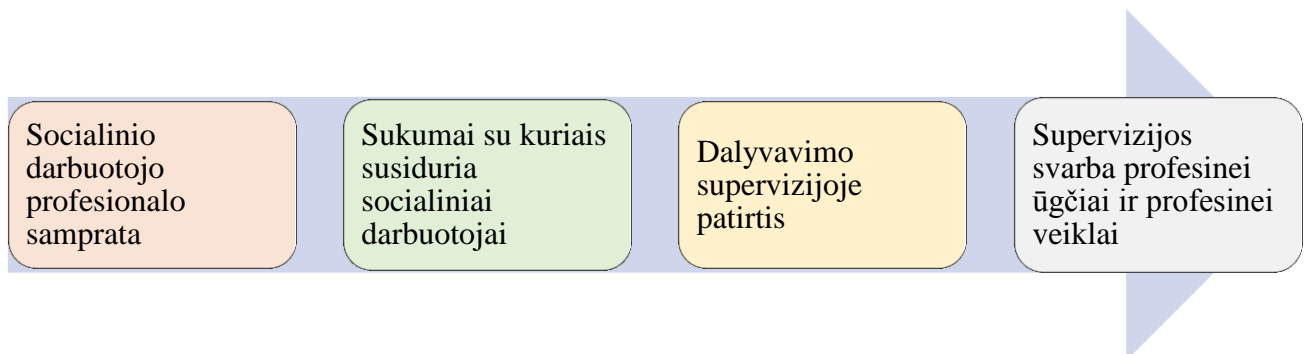 Socialinio
darbuotojo
profesionalo
samprata
Sukumai su kuriais
susiduria
socialiniai
darbuotojai
Dalyvavimo
supervizijoje
patirtis
Supervizijos
svarba profesinei
ūgčiai ir profesinei
veiklai